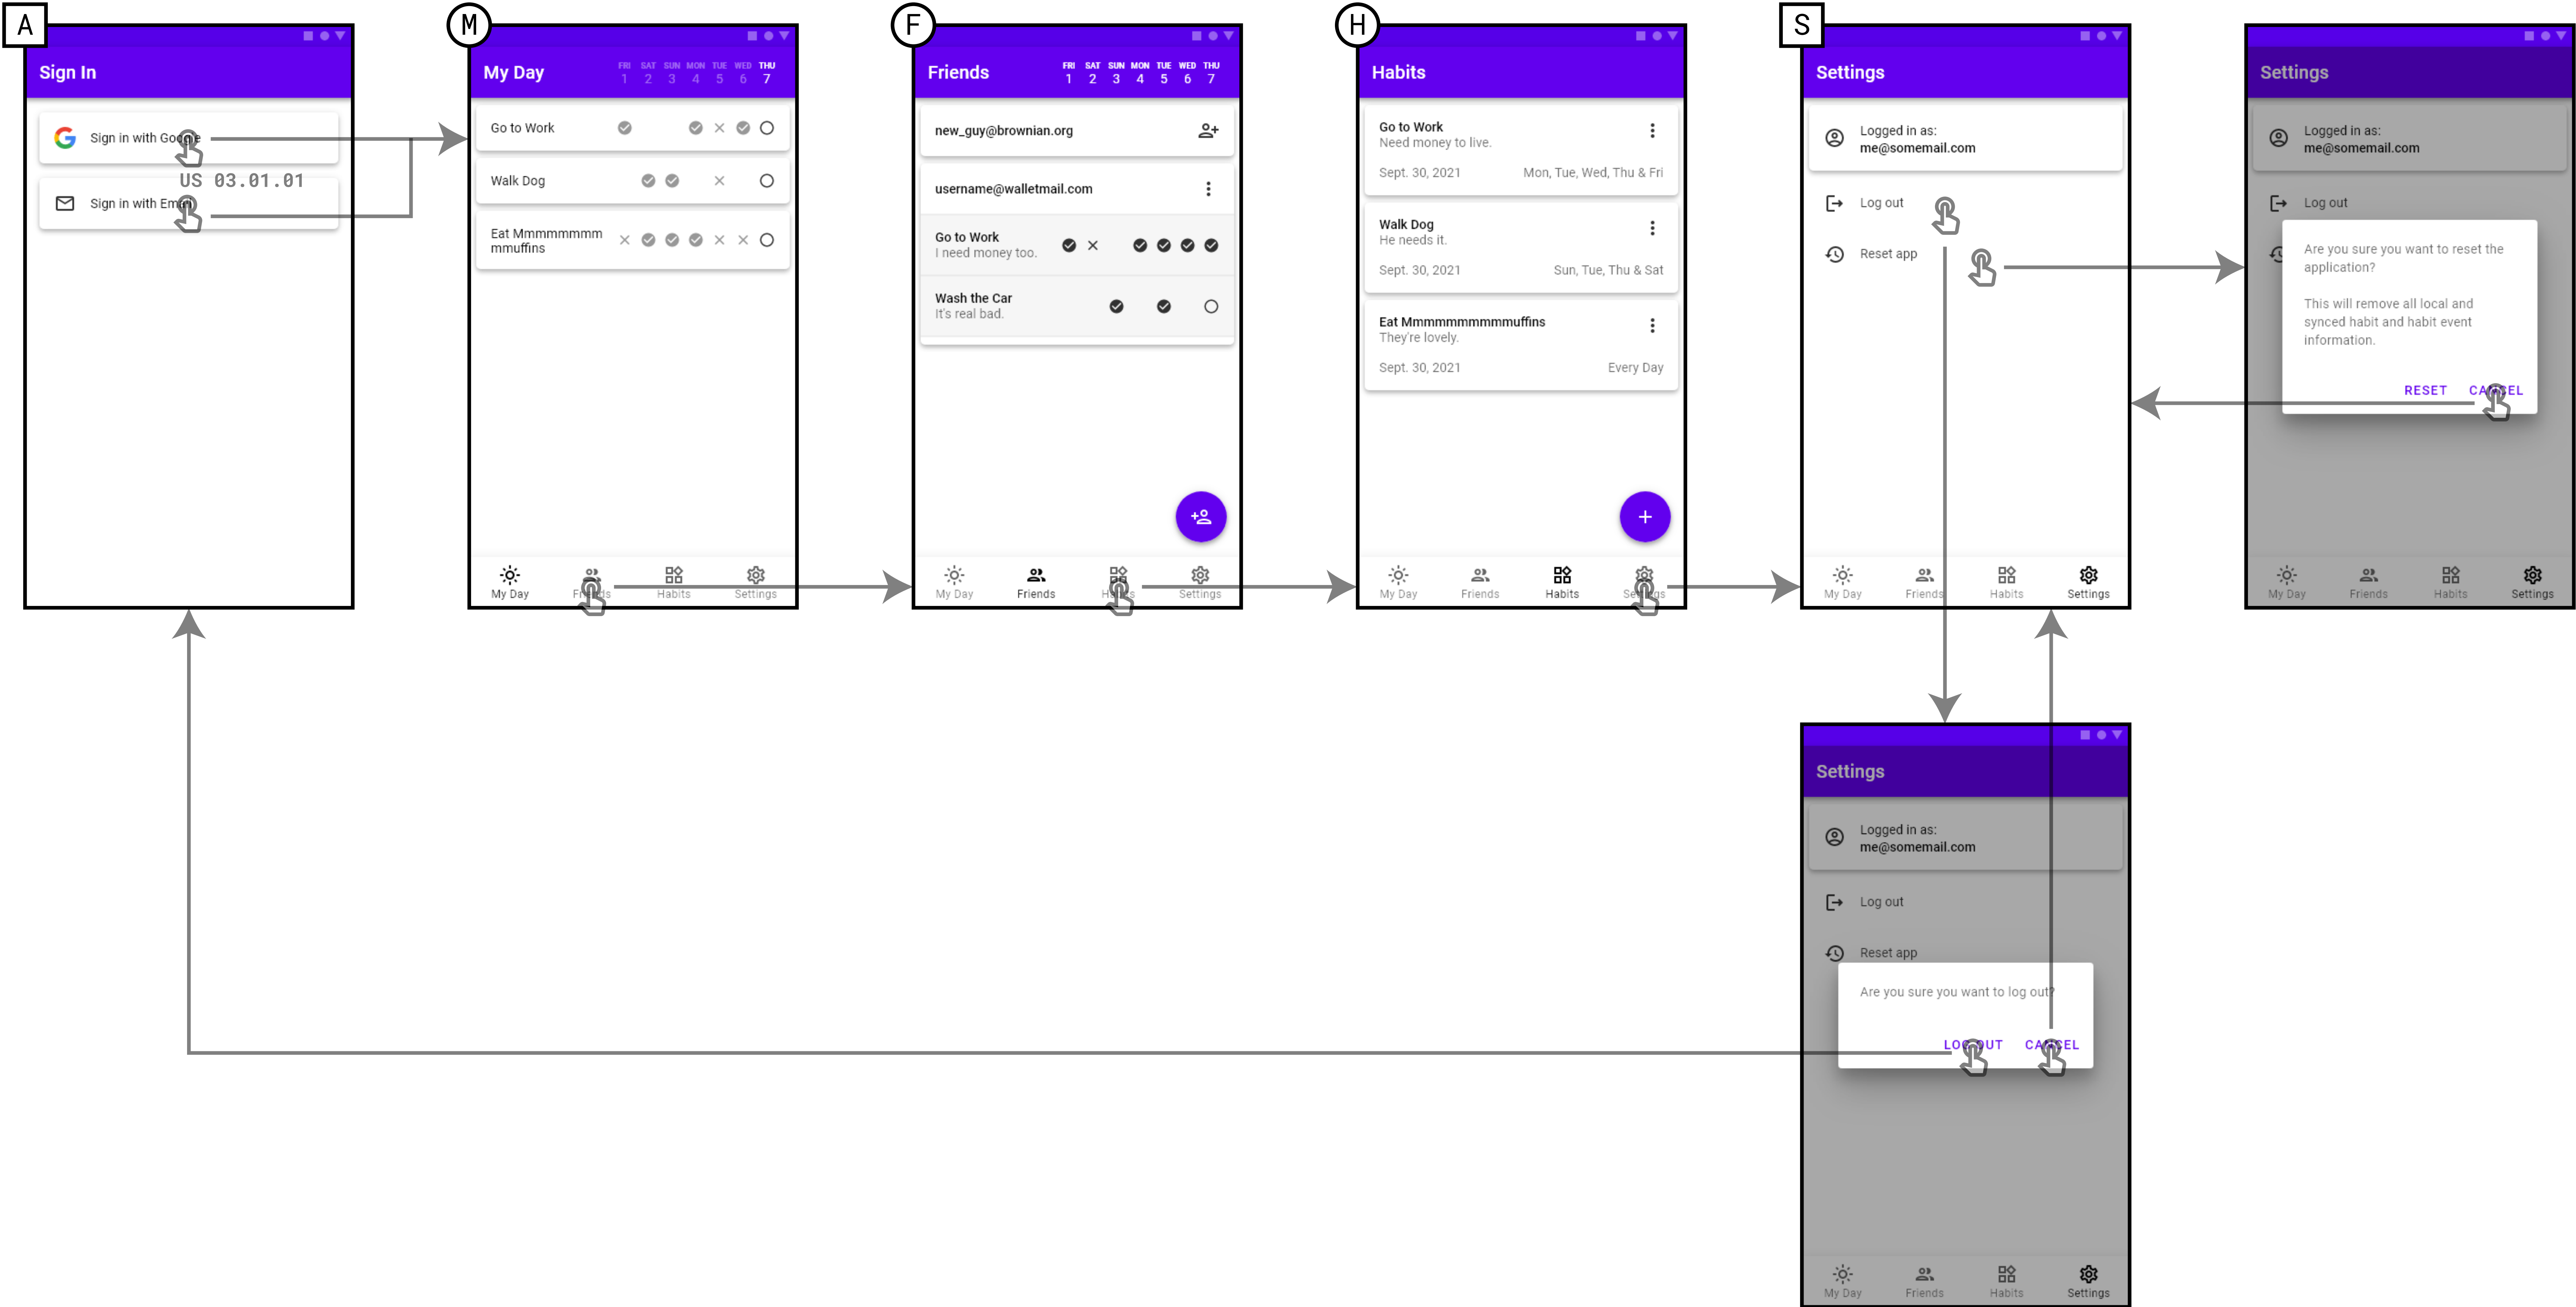 A
Sign In
Sign in with Google
US 03.01.01
Sign in with Email
M
My Day
FRI SAT SUN MON TUE WED THU
1 2 3 4 5 6 7
Go to Work
Walk Dog
Eat Mmmmmmmm
mmuffins
My Day Friends Habits Settings
F
Friends
FRI SAT SUN MON TUE WED THU
1 2 3 4 5 6 7
new_guy@brownian.org
username@walletmail.com
Go to Work
I need money too.
Wash the Car
It's real bad.
My Day Friends Habits Settings
H
Habits
Go to Work
Need money to live.
Sept. 30, 2021 Mon, Tue, Wed, Thu & Fri
Walk Dog
He needs it.
Sept. 30, 2021 Sun, Tue, Thu & Sat
Eat Mmmmmmmmmmuffins
They're lovely.
Sept. 30, 2021 Every Day
My Day Friends Habits Settings
S
Settings
Logged in as:
me@somemail.com
Log out
Reset app
My Day Friends Habits Settings
Settings
Logged in as:
me@somemail.com
Log out
Are you sure you want to reset the
application?
This will remove all local and
synced habit and habit event
information.
RESET CANCEL
My Day Friends Habits Settings
Settings
Logged in as:
me@somemail.com
Log out
Reset app
Are you sure you want to log out?
LOG OUT CANCEL
My Day Friends Habits Settings